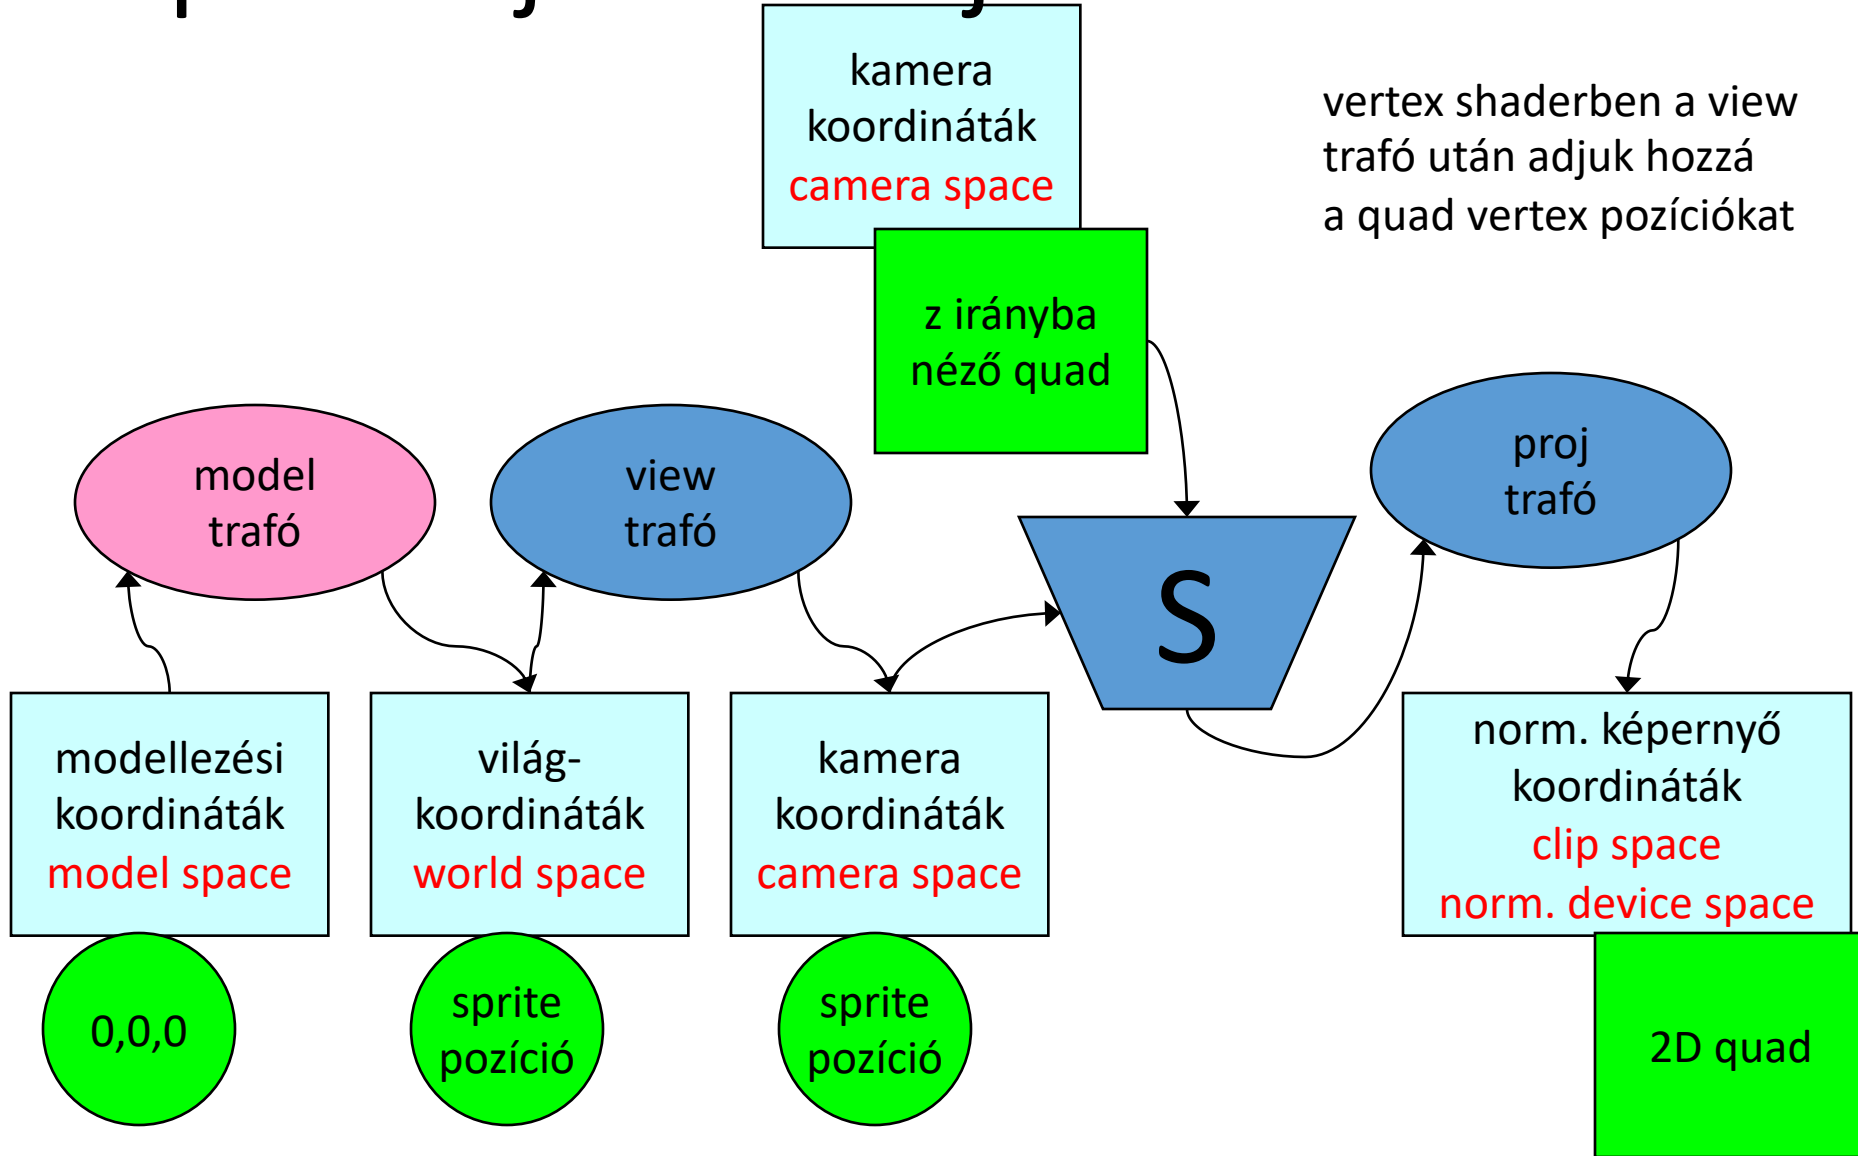 kamera
koordináták
camera space
vertex shaderben a view
trafó után adjuk hozzá
a quad vertex pozíciókat
z irányba
néző quad
model
trafó
view
trafó
proj
trafó
S
modellezési
koordináták
model space
világ-
koordináták
world space
kamera
koordináták
camera space
norm. képernyő
koordináták
clip space
norm. device space
0,0,0
sprite
pozíció
sprite
pozíció
2D quad